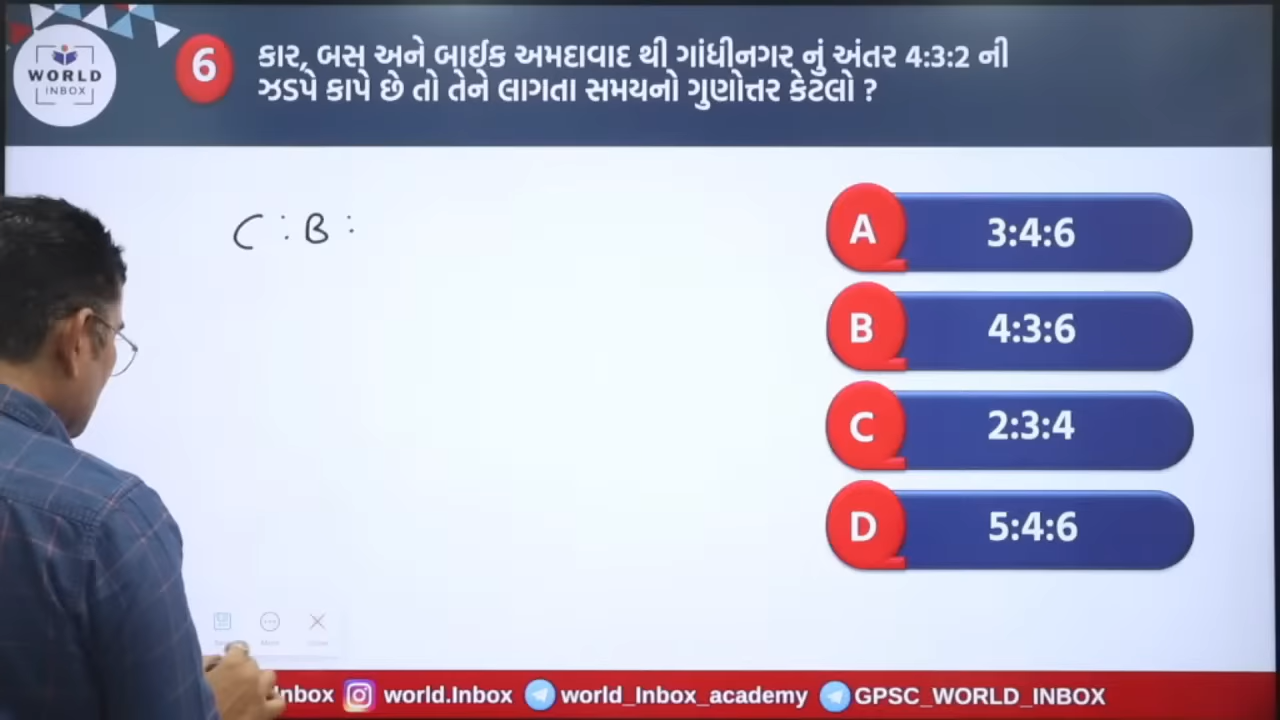 WORLD
INBOX
6
કાર, બસ અને બાઈક અમદાવાદ થી ગાંધીનગર નું અંતર 4:3:2 ની
ઝડપે કાપે છે તો તેને લાગતા સમયનો ગુણોત્તર કેટલો ?
C : B :
A 3:4:6
B 4:3:6
C 2:3:4
D 5:4:6
More
Inbox world.Inbox world_Inbox_academy GPSC_WORLD_INBOX